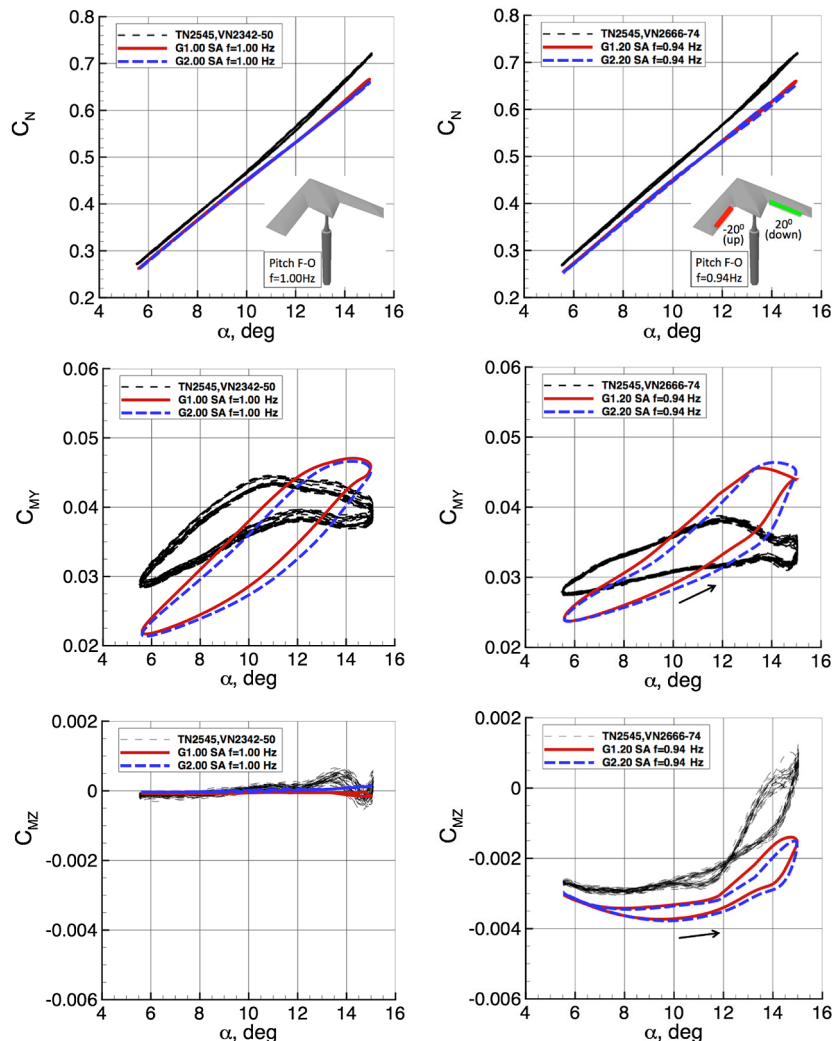 0.8
0.7
0.6
0.5
0.4
0.3
0.2
C_N
TN2545,VN2342-50
G1.00 SA f=1.00 Hz
G2.00 SA f=1.00 Hz
Pitch F-O
f=1.00Hz
4 6 8 10 12 14 16
α, deg
0.8
0.7
0.6
0.5
0.4
0.3
0.2
C_N
TN2545,VN2666-74
G1.20 SA f=0.94 Hz
G2.20 SA f=0.94 Hz
-20⁰
(up)
20⁰
(down)
Pitch F-O
f=0.94Hz
4 6 8 10 12 14 16
α, deg
0.06
0.05
0.04
0.03
0.02
C_MY
TN2545,VN2342-50
G1.00 SA f=1.00 Hz
G2.00 SA f=1.00 Hz
4 6 8 10 12 14 16
α, deg
0.06
0.05
0.04
0.03
0.02
C_MY
TN2545,VN2666-74
G1.20 SA f=0.94 Hz
G2.20 SA f=0.94 Hz
4 6 8 10 12 14 16
α, deg
0.002
0
-0.002
-0.004
-0.006
C_MZ
TN2545,VN2342-50
G1.00 SA f=1.00 Hz
G2.00 SA f=1.00 Hz
4 6 8 10 12 14 16
α, deg
0.002
0
-0.002
-0.004
-0.006
C_MZ
TN2545,VN2666-74
G1.20 SA f=0.94 Hz
G2.20 SA f=0.94 Hz
4 6 8 10 12 14 16
α, deg